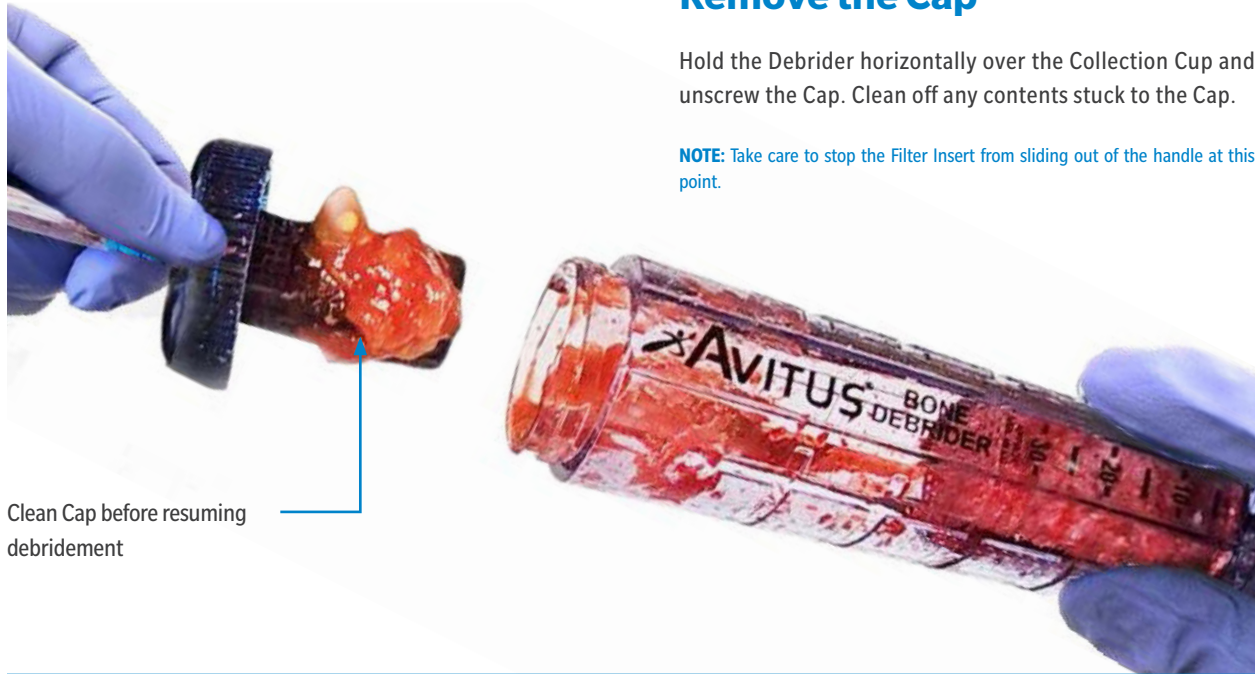 Remove the Cap
Hold the Debrider horizontally over the Collection Cup and
unscrew the Cap. Clean off any contents stuck to the Cap.
NOTE: Take care to stop the Filter Insert from sliding out of the handle at this
point.
AVITUS BONE
DEBRIDER
30
20
10
Clean Cap before resuming
debridement